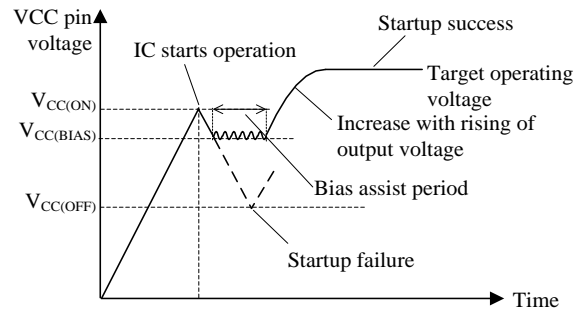 VCC pin
voltage
Startup success
IC starts operation
Target operating
voltage
VCC(ON)
Increase with rising of
output voltage
VCC(BIAS)
Bias assist period
VCC(OFF)
Startup failure
Time